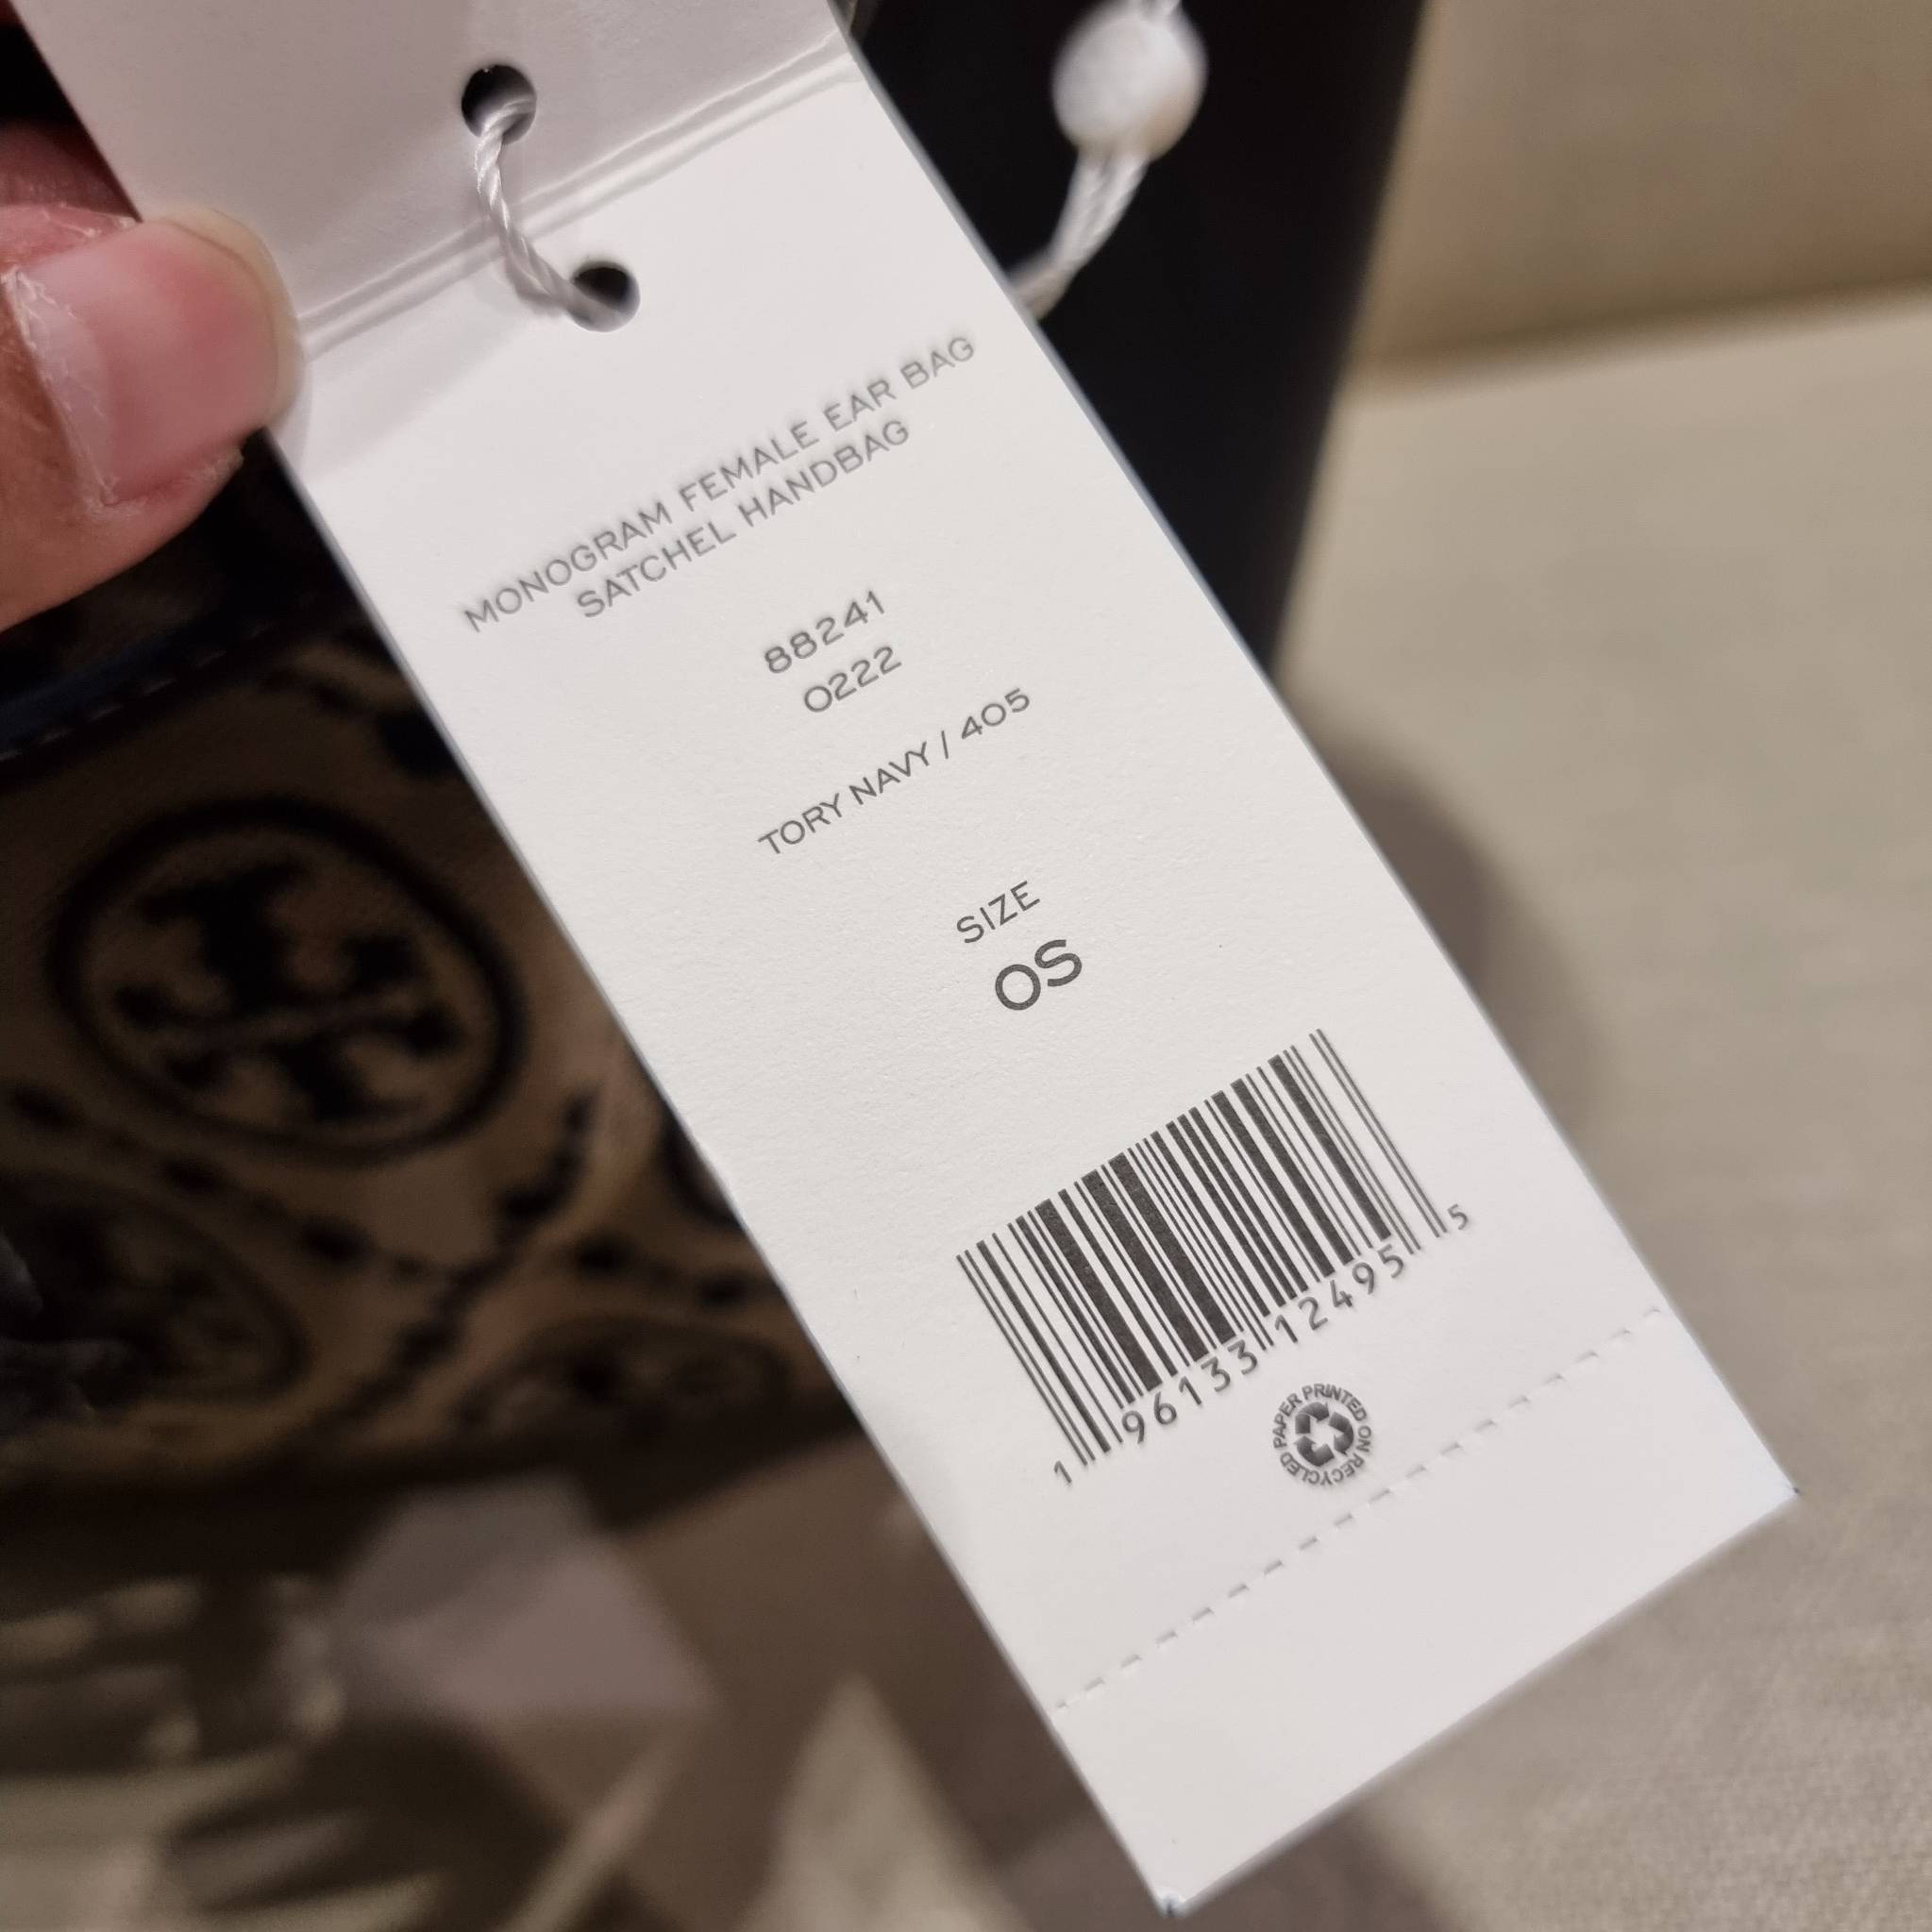 MONOGRAM FEMALE EAR BAG
SATCHEL HANDBAG
88241
0222
TORY NAVY / 405
SIZE
OS
1 96133 12495 5
PAPER PRINTED ON RECYCLED